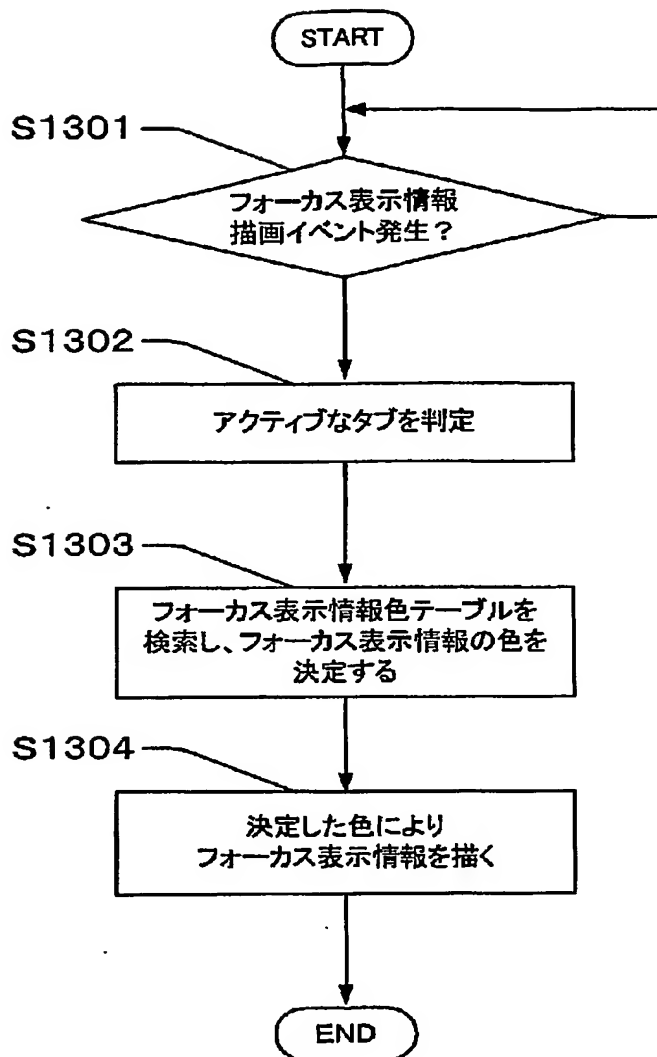 START
S1301
フォーカス表示情報
描画イベント発生？
S1302
アクティブなタブを判定
S1303
フォーカス表示情報色テーブルを
検索し、フォーカス表示情報の色を
決定する
S1304
決定した色により
フォーカス表示情報を描く
END